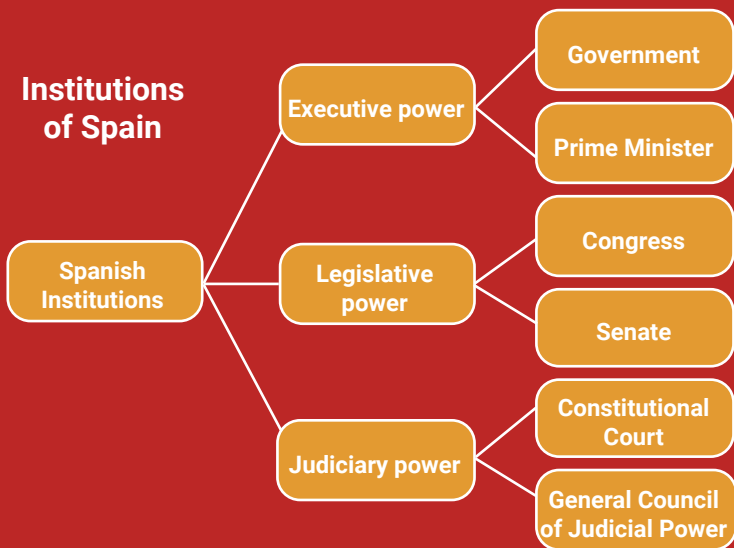 Institutions
of Spain
Spanish
Institutions
Executive power
Government
Prime Minister
Legislative
power
Congress
Senate
Judiciary power
Constitutional
Court
General Council
of Judicial Power